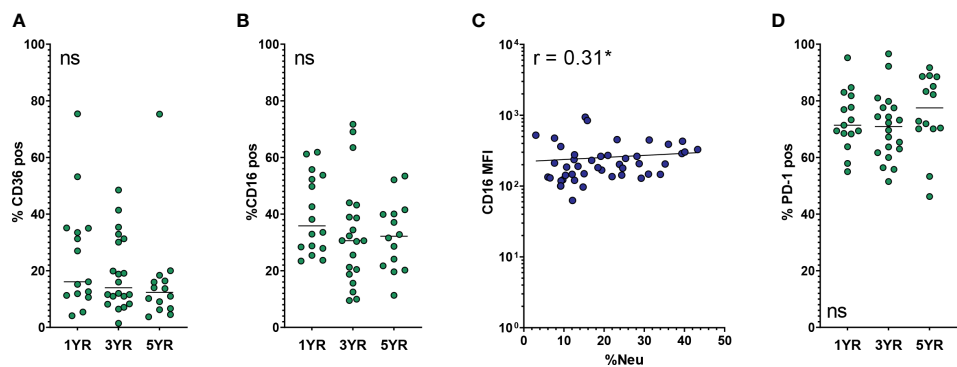 A
ns
% CD36 pos
100
80
60
40
20
0
1YR 3YR 5YR
B
ns
%CD16 pos
100
80
60
40
20
0
1YR 3YR 5YR
C
r = 0.31*
CD16 MFI
10⁴
10³
10²
10¹
10⁰
0 10 20 30 40 50
%Neu
D
% PD-1 pos
100
80
60
40
20
0
ns
1YR 3YR 5YR